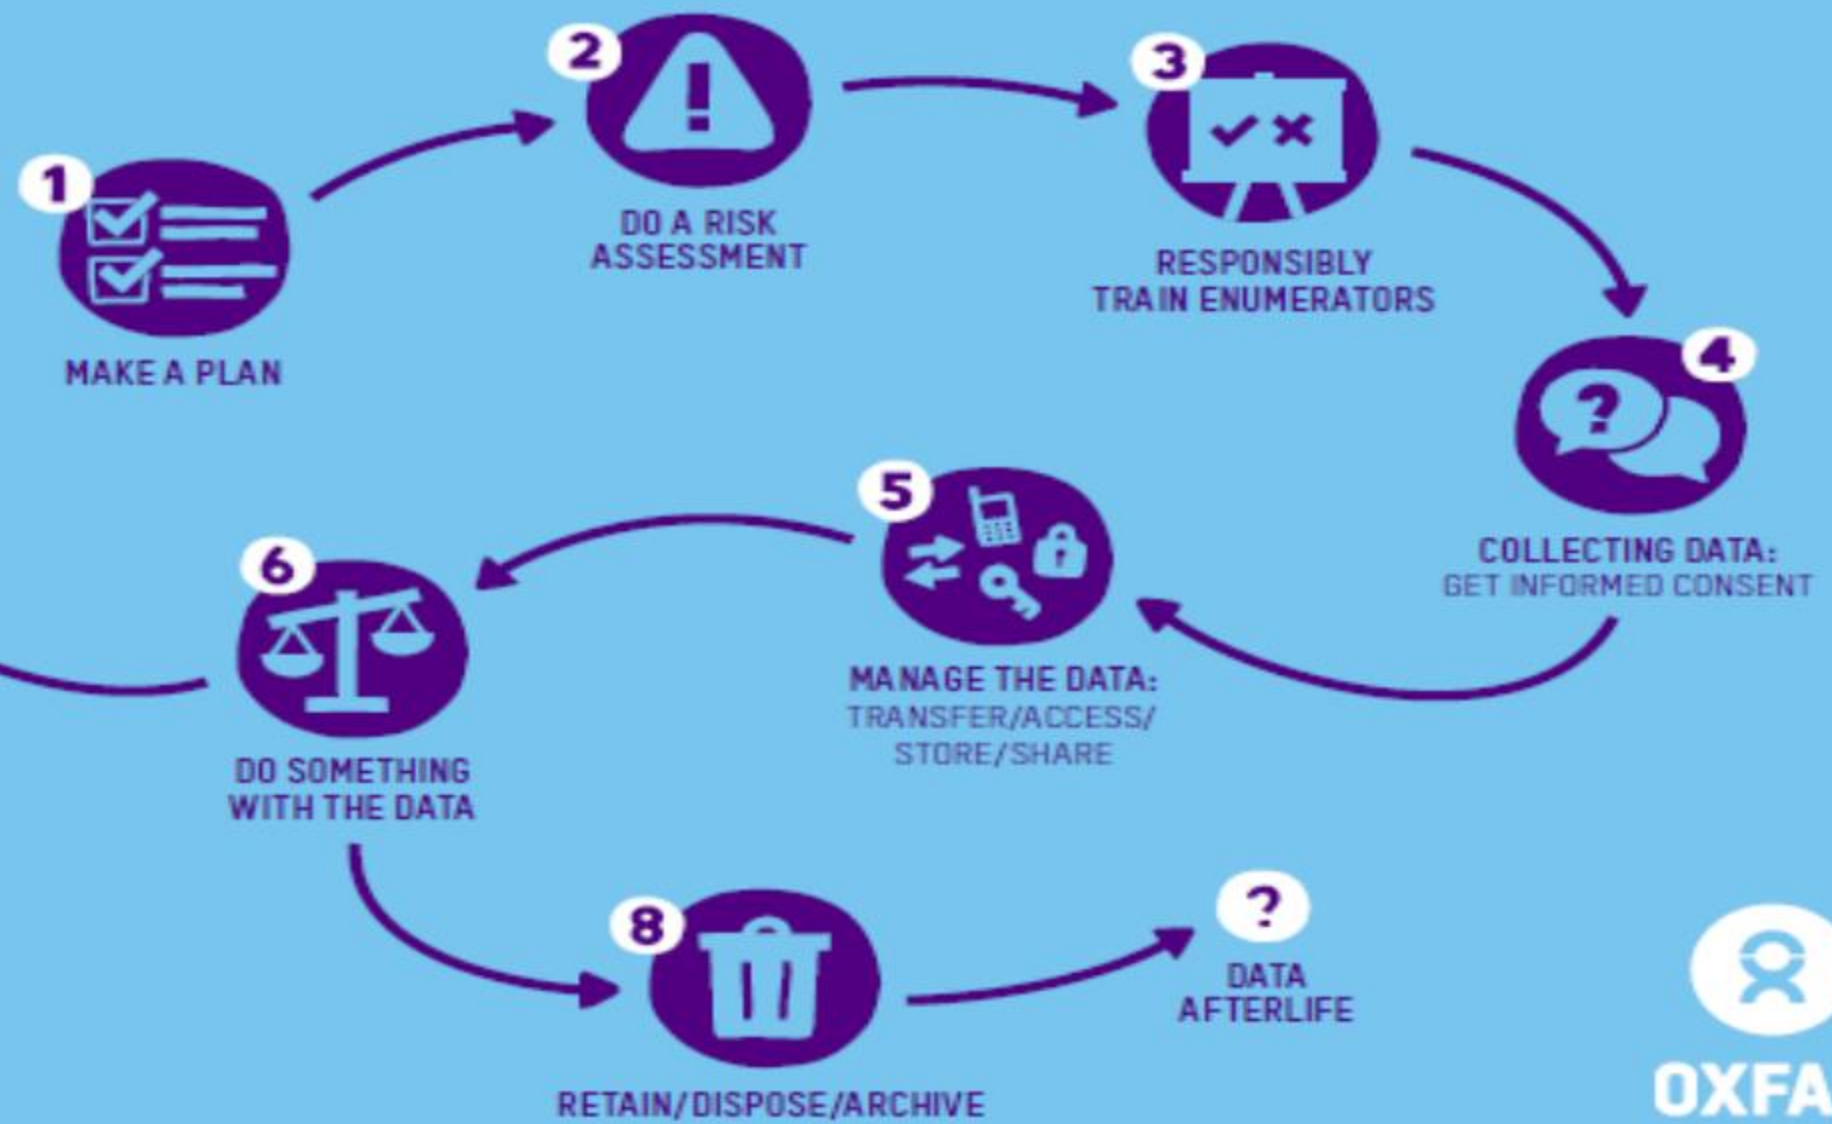 1
MAKE A PLAN
2
DO A RISK
ASSESSMENT
3
RESPONSIBLY
TRAIN ENUMERATORS
4
COLLECTING DATA:
GET INFORMED CONSENT
5
MANAGE THE DATA:
TRANSFER/ACCESS/
STORE/SHARE
6
DO SOMETHING
WITH THE DATA
8
RETAIN/DISPOSE/ARCHIVE
?
DATA
AFTERLIFE
OXFA